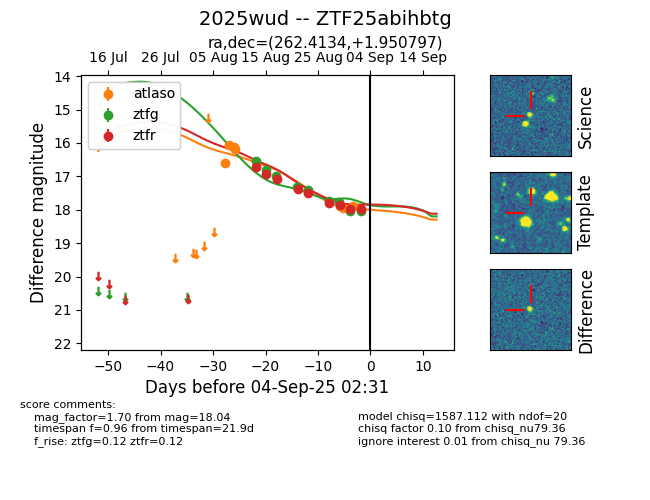 2025wud -- ZTF25abihbtg
ra,dec=(262.4134,+1.950797)
16 Jul 26 Jul 05 Aug 15 Aug 25 Aug 04 Sep 14 Sep
atlaso
ztfg
ztfr
14
15
16
17
18
19
20
21
22
Difference magnitude
−50 −40 −30 −20 −10 0 10
Days before 04-Sep-25 02:31
Science
Template
Difference
score comments:
mag_factor=1.70 from mag=18.04
timespan f=0.96 from timespan=21.9d
f_rise: ztfg=0.12 ztfr=0.12
model chisq=1587.112 with ndof=20
chisq factor 0.10 from chisq_nu79.36
ignore interest 0.01 from chisq_nu 79.36